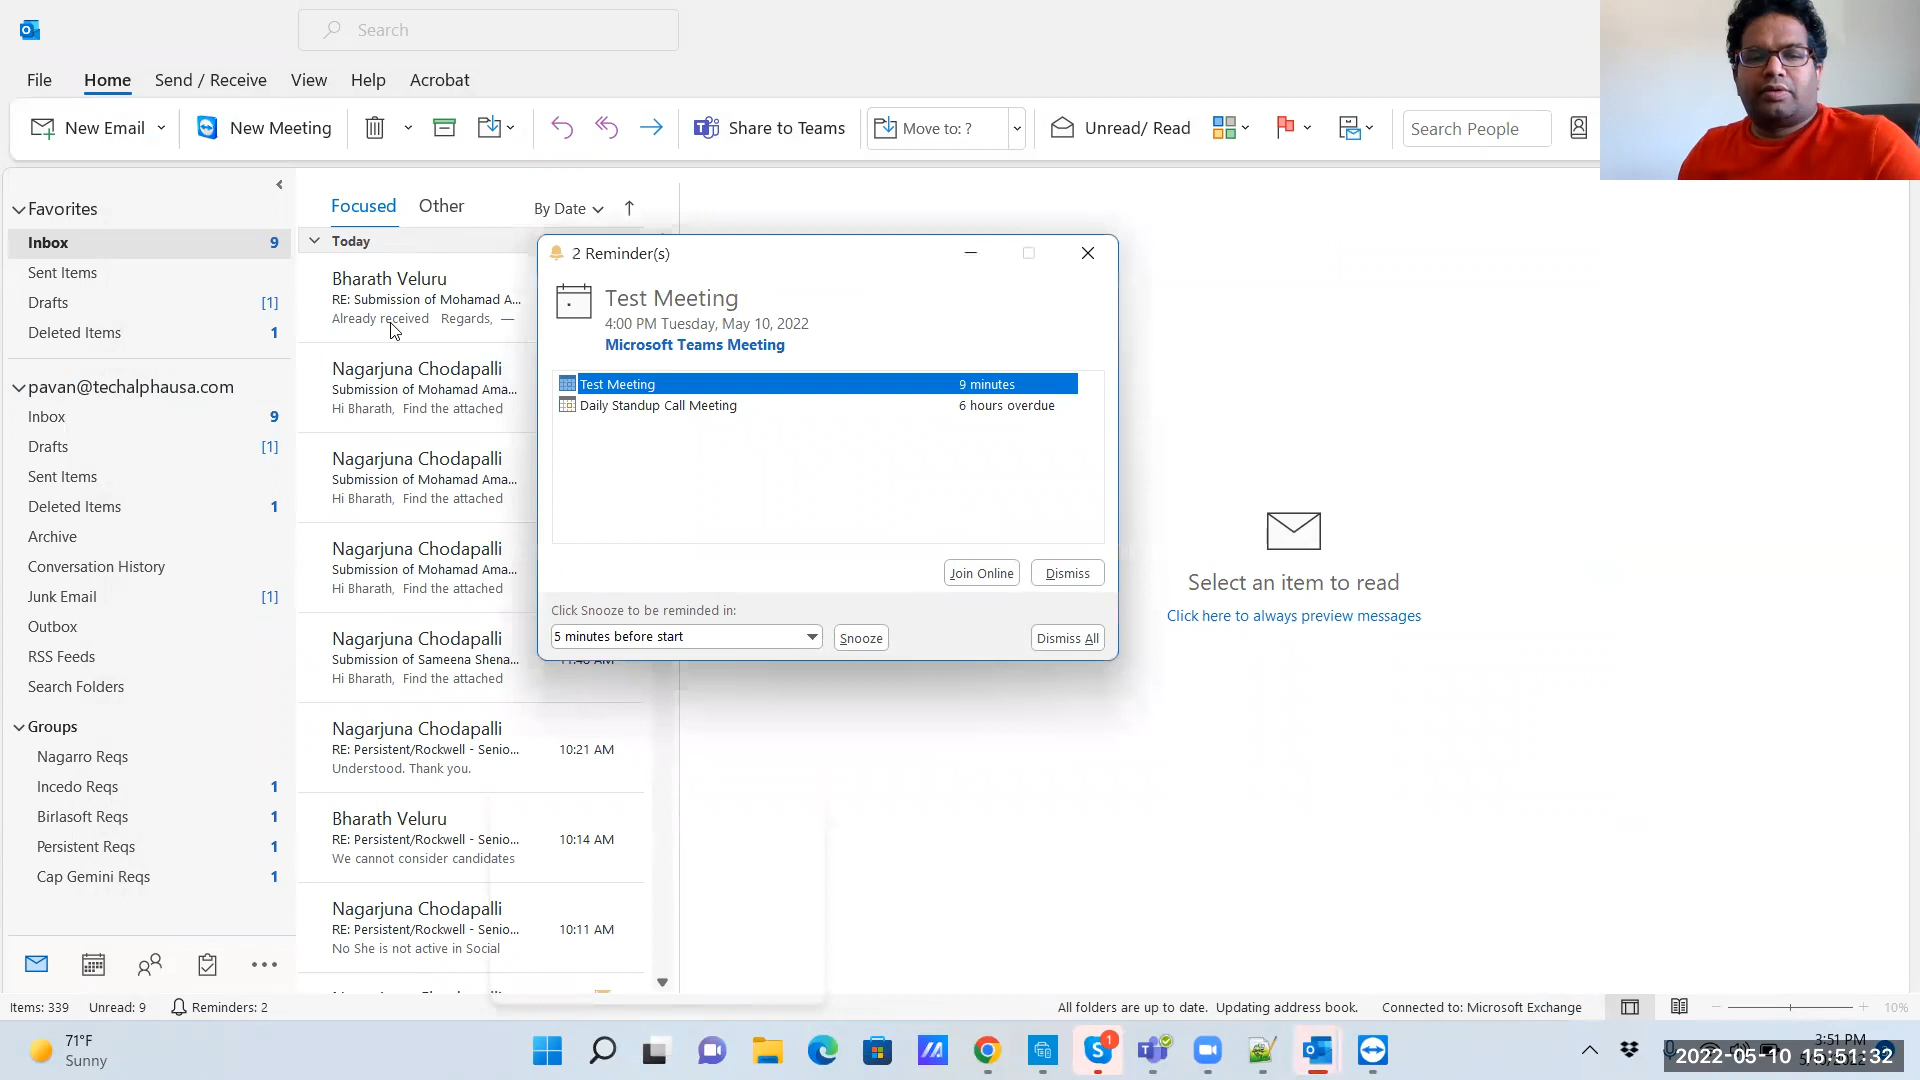 Search
File
Home
Send / Receive
View
Help
Acrobat
New Email
New Meeting
Share to Teams
Move to: ?
Unread/ Read
Search People
Favorites
Inbox 9
Sent Items
Drafts [1]
Deleted Items 1
pavan@techalphausa.com
Inbox 9
Drafts [1]
Sent Items
Deleted Items 1
Archive
Conversation History
Junk Email [1]
Outbox
RSS Feeds
Search Folders
Groups
Nagarro Reqs
Incedo Reqs 1
Birlasoft Reqs 1
Persistent Reqs 1
Cap Gemini Reqs 1
Focused
Other
By Date
Today
Bharath Veluru
RE: Submission of Mohamad A...
Already received Regards, —
Nagarjuna Chodapalli
Submission of Mohamad Ama...
Hi Bharath, Find the attached
Nagarjuna Chodapalli
Submission of Mohamad Ama...
Hi Bharath, Find the attached
Nagarjuna Chodapalli
Submission of Mohamad Ama...
Hi Bharath, Find the attached
Nagarjuna Chodapalli
Submission of Sameena Shena...
Hi Bharath, Find the attached
Nagarjuna Chodapalli
RE: Persistent/Rockwell - Senio... 10:21 AM
Understood. Thank you.
Bharath Veluru
RE: Persistent/Rockwell - Senio... 10:14 AM
We cannot consider candidates
Nagarjuna Chodapalli
RE: Persistent/Rockwell - Senio... 10:11 AM
No She is not active in Social
2 Reminder(s)
Test Meeting
4:00 PM Tuesday, May 10, 2022
Microsoft Teams Meeting
Test Meeting 9 minutes
Daily Standup Call Meeting 6 hours overdue
Join Online
Dismiss
Click Snooze to be reminded in:
5 minutes before start
Snooze
Dismiss All
Select an item to read
Click here to always preview messages
Items: 339
Unread: 9
Reminders: 2
All folders are up to date.
Updating address book.
Connected to: Microsoft Exchange
10%
71°F
Sunny
1
3:51 PM
2022-05-10 15:51:32